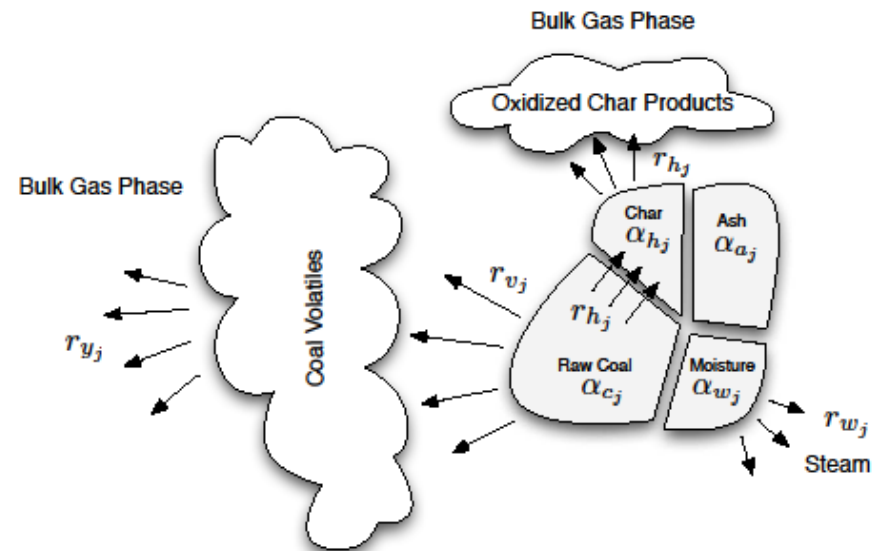 Bulk Gas Phase
Oxidized Char Products
r_{h_j}
Bulk Gas Phase
Char
α_{h_j}
Ash
α_{a_j}
Coal Volatiles
r_{v_j}
r_{h_j}
r_{y_j}
Raw Coal
α_{c_j}
Moisture
α_{w_j}
r_{w_j}
Steam